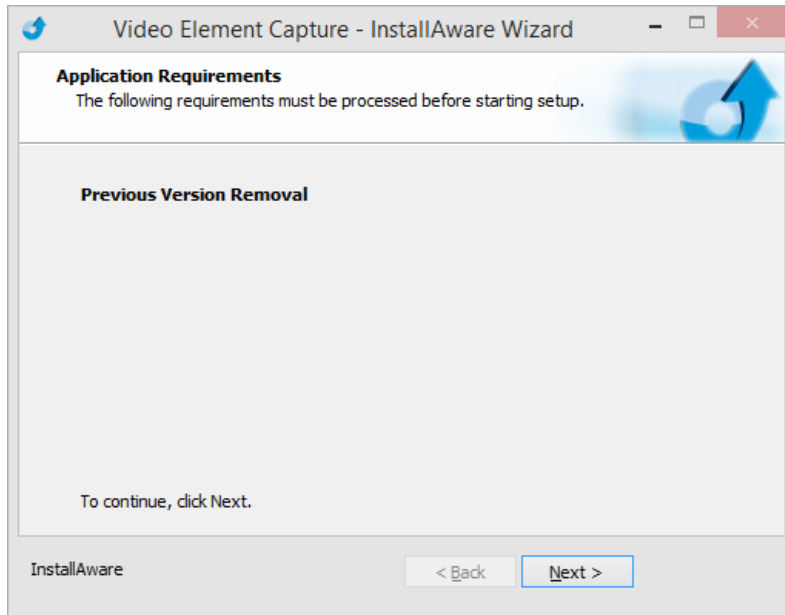 Video Element Capture - InstallAware Wizard
Application Requirements
The following requirements must be processed before starting setup.
Previous Version Removal
To continue, click Next.
InstallAware
< Back
Next >